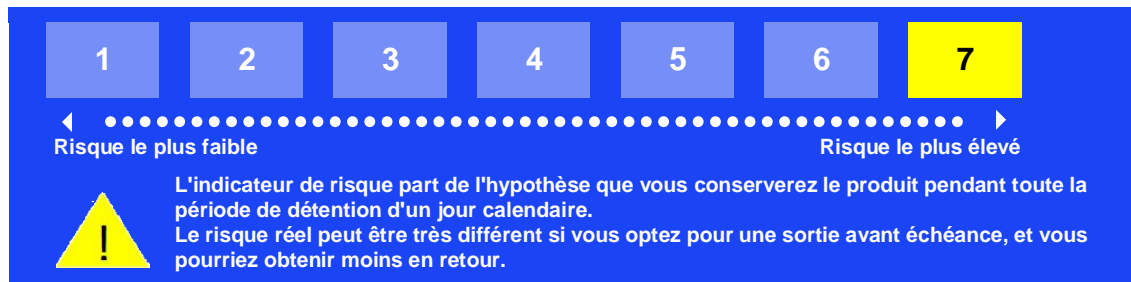 1 2 3 4 5 6 7
Risque le plus faible Risque le plus élevé
L'indicateur de risque part de l'hypothèse que vous conserverez le produit pendant toute la
période de détention d'un jour calendaire.
Le risque réel peut être très différent si vous optez pour une sortie avant échéance, et vous
pourriez obtenir moins en retour.
!